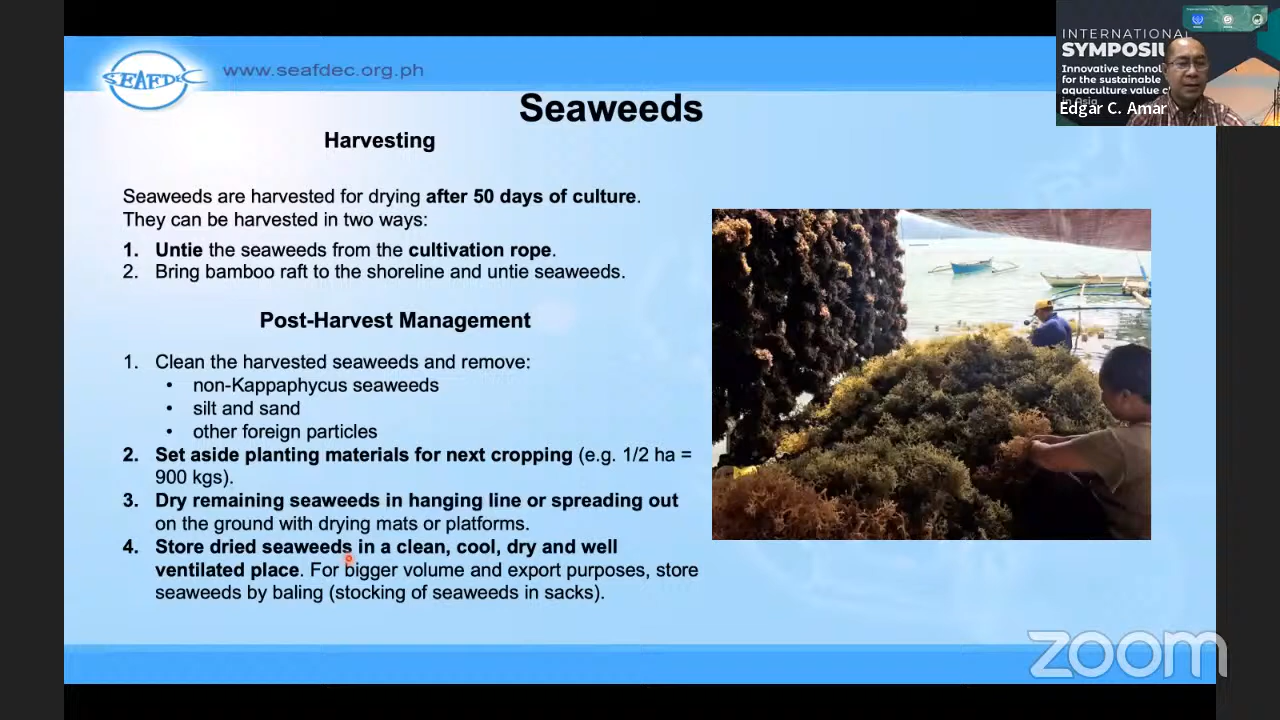 SEAFDEC
www.seafdec.org.ph
INTERNATIONAL
SYMPOSIU
Innovative technol
for the sustainable
aquaculture value c
in Asia
Edgar C. Amar
Seaweeds
Harvesting
Seaweeds are harvested for drying after 50 days of culture.
They can be harvested in two ways:
1. Untie the seaweeds from the cultivation rope.
2. Bring bamboo raft to the shoreline and untie seaweeds.
Post-Harvest Management
1. Clean the harvested seaweeds and remove:
• non-Kappaphycus seaweeds
• silt and sand
• other foreign particles
2. Set aside planting materials for next cropping (e.g. 1/2 ha =
900 kgs).
3. Dry remaining seaweeds in hanging line or spreading out
on the ground with drying mats or platforms.
4. Store dried seaweeds in a clean, cool, dry and well
ventilated place. For bigger volume and export purposes, store
seaweeds by baling (stocking of seaweeds in sacks).
zoom